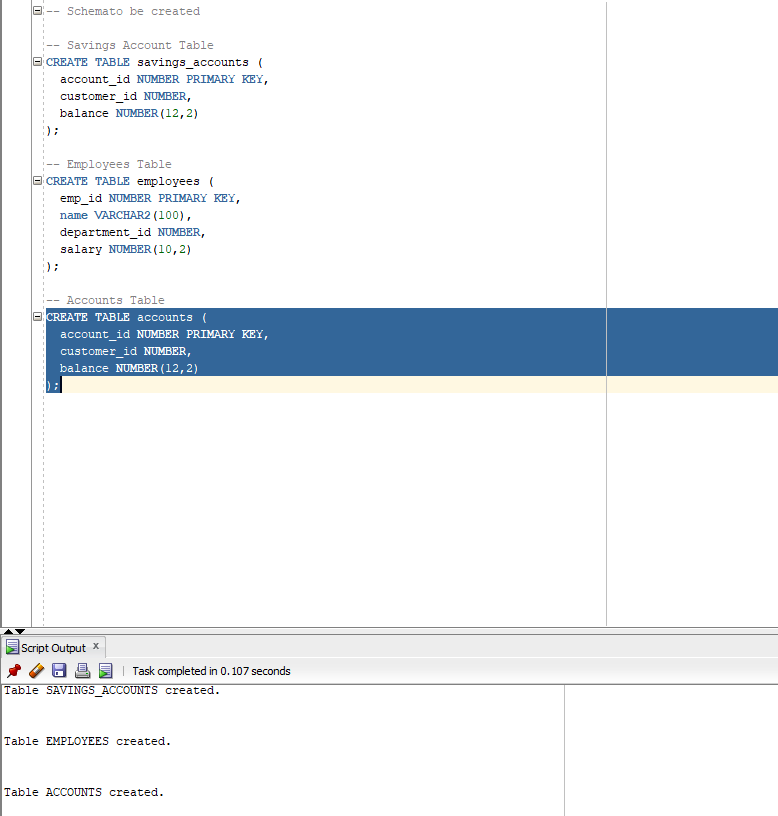 -- Schemato be created
-- Savings Account Table
CREATE TABLE savings_accounts (
account_id NUMBER PRIMARY KEY,
customer_id NUMBER,
balance NUMBER(12,2)
);
-- Employees Table
CREATE TABLE employees (
emp_id NUMBER PRIMARY KEY,
name VARCHAR2(100),
department_id NUMBER,
salary NUMBER(10,2)
);
-- Accounts Table
CREATE TABLE accounts (
account_id NUMBER PRIMARY KEY,
customer_id NUMBER,
balance NUMBER(12,2)
);
Script Output x
Task completed in 0.107 seconds
Table SAVINGS_ACCOUNTS created.
Table EMPLOYEES created.
Table ACCOUNTS created.